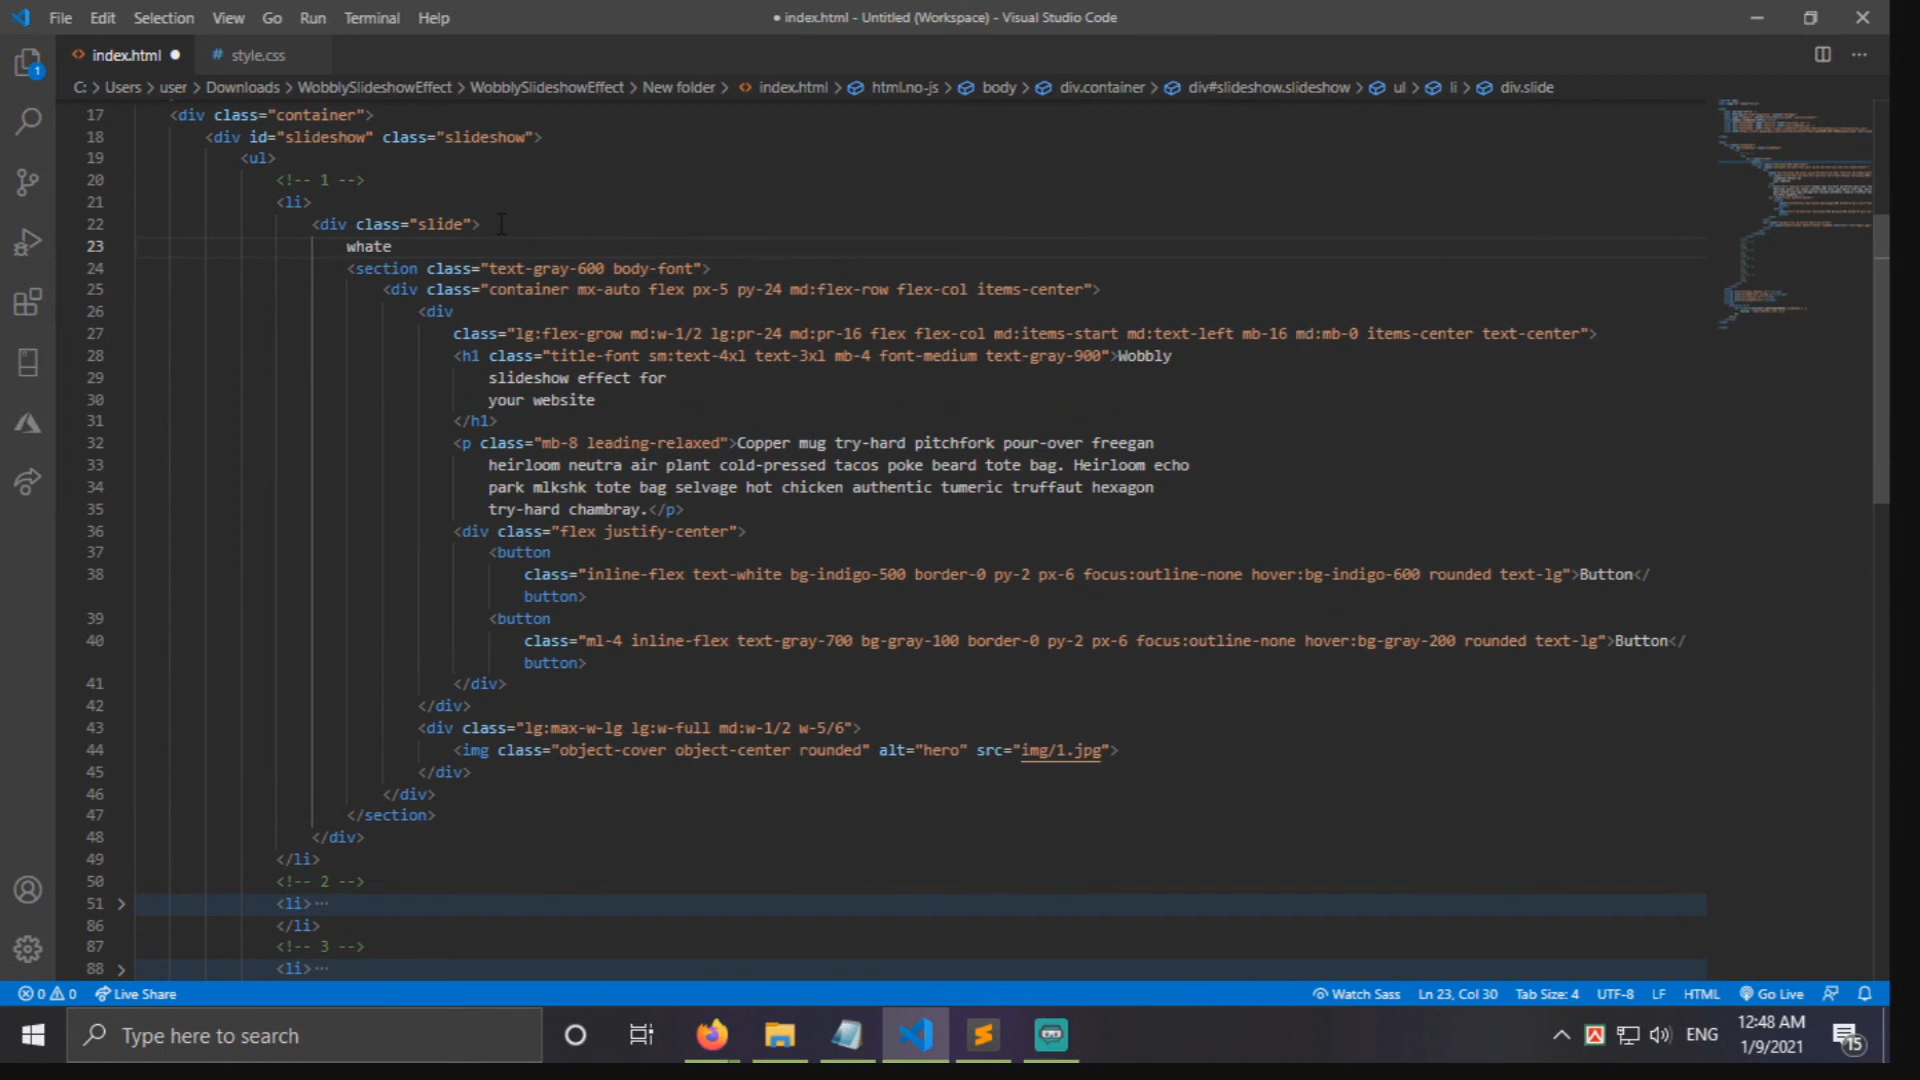 File Edit Selection View Go Run Terminal Help
● index.html - Untitled (Workspace) - Visual Studio Code
index.html
# style.css
1
C: > Users > user > Downloads > WobblySlideshowEffect > WobblySlideshowEffect > New folder > index.html > html.no-js > body > div.container > div#slideshow.slideshow > ul > li > div.slide
17 <div class="container">
18 <div id="slideshow" class="slideshow">
19 <ul>
20 <!-- 1 -->
21 <li>
22 <div class="slide">
23 whate
24 <section class="text-gray-600 body-font">
25 <div class="container mx-auto flex px-5 py-24 md:flex-row flex-col items-center">
26 <div
27 class="lg:flex-grow md:w-1/2 lg:pr-24 md:pr-16 flex flex-col md:items-start md:text-left mb-16 md:mb-0 items-center text-center">
28 <h1 class="title-font sm:text-4xl text-3xl mb-4 font-medium text-gray-900">Wobbly
29 slideshow effect for
30 your website
31 </h1>
32 <p class="mb-8 leading-relaxed">Copper mug try-hard pitchfork pour-over freegan
33 heirloom neutra air plant cold-pressed tacos poke beard tote bag. Heirloom echo
34 park mlkshk tote bag selvage hot chicken authentic tumeric truffaut hexagon
35 try-hard chambray.</p>
36 <div class="flex justify-center">
37 <button
38 class="inline-flex text-white bg-indigo-500 border-0 py-2 px-6 focus:outline-none hover:bg-indigo-600 rounded text-lg">Button</
button>
39 <button
40 class="ml-4 inline-flex text-gray-700 bg-gray-100 border-0 py-2 px-6 focus:outline-none hover:bg-gray-200 rounded text-lg">Button</
button>
41 </div>
42 </div>
43 <div class="lg:max-w-lg lg:w-full md:w-1/2 w-5/6">
44 <img class="object-cover object-center rounded" alt="hero" src="img/1.jpg">
45 </div>
46 </div>
47 </section>
48 </div>
49 </li>
50 <!-- 2 -->
51 <li>···
86 </li>
87 <!-- 3 -->
88 <li>···
0 0 Live Share Watch Sass Ln 23, Col 30 Tab Size: 4 UTF-8 LF HTML Go Live
Type here to search
ENG
12:48 AM
1/9/2021
15